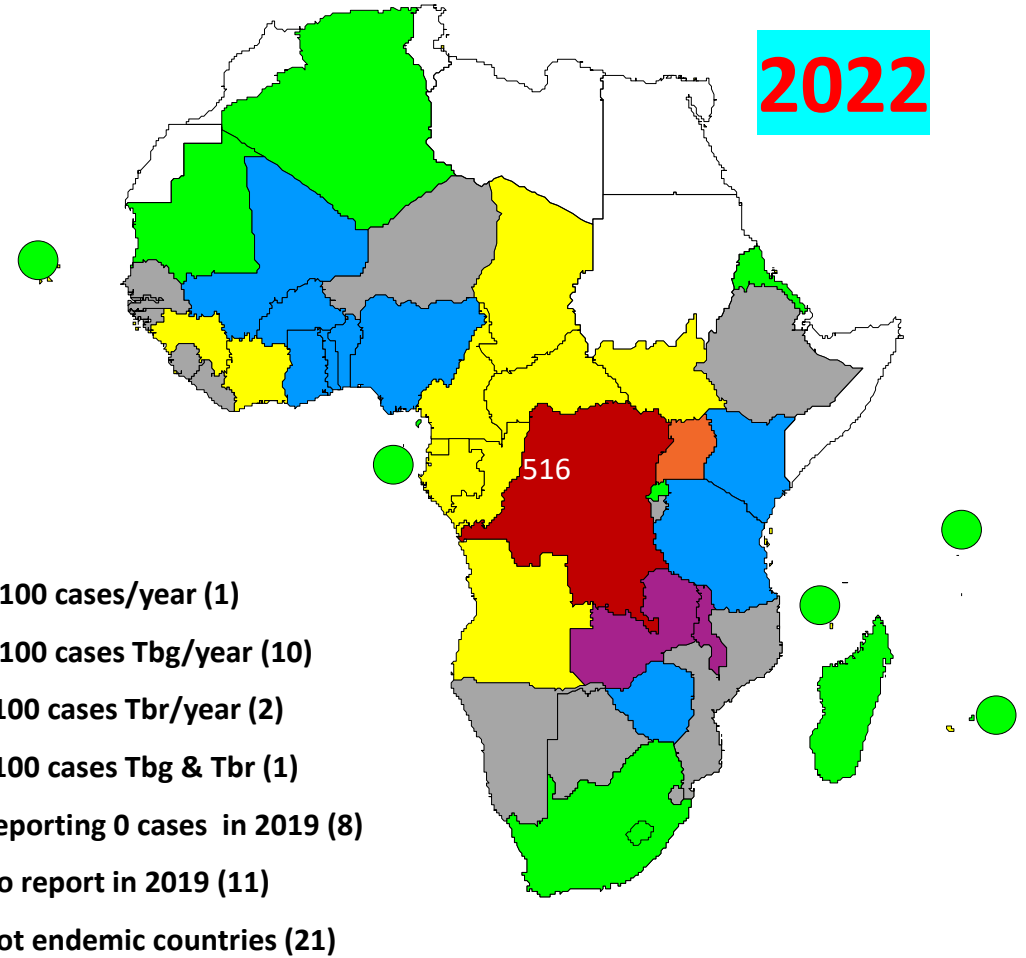 2022
516
100 cases/year (1)
100 cases Tbg/year (10)
100 cases Tbr/year (2)
100 cases Tbg & Tbr (1)
eporting 0 cases in 2019 (8)
o report in 2019 (11)
ot endemic countries (21)